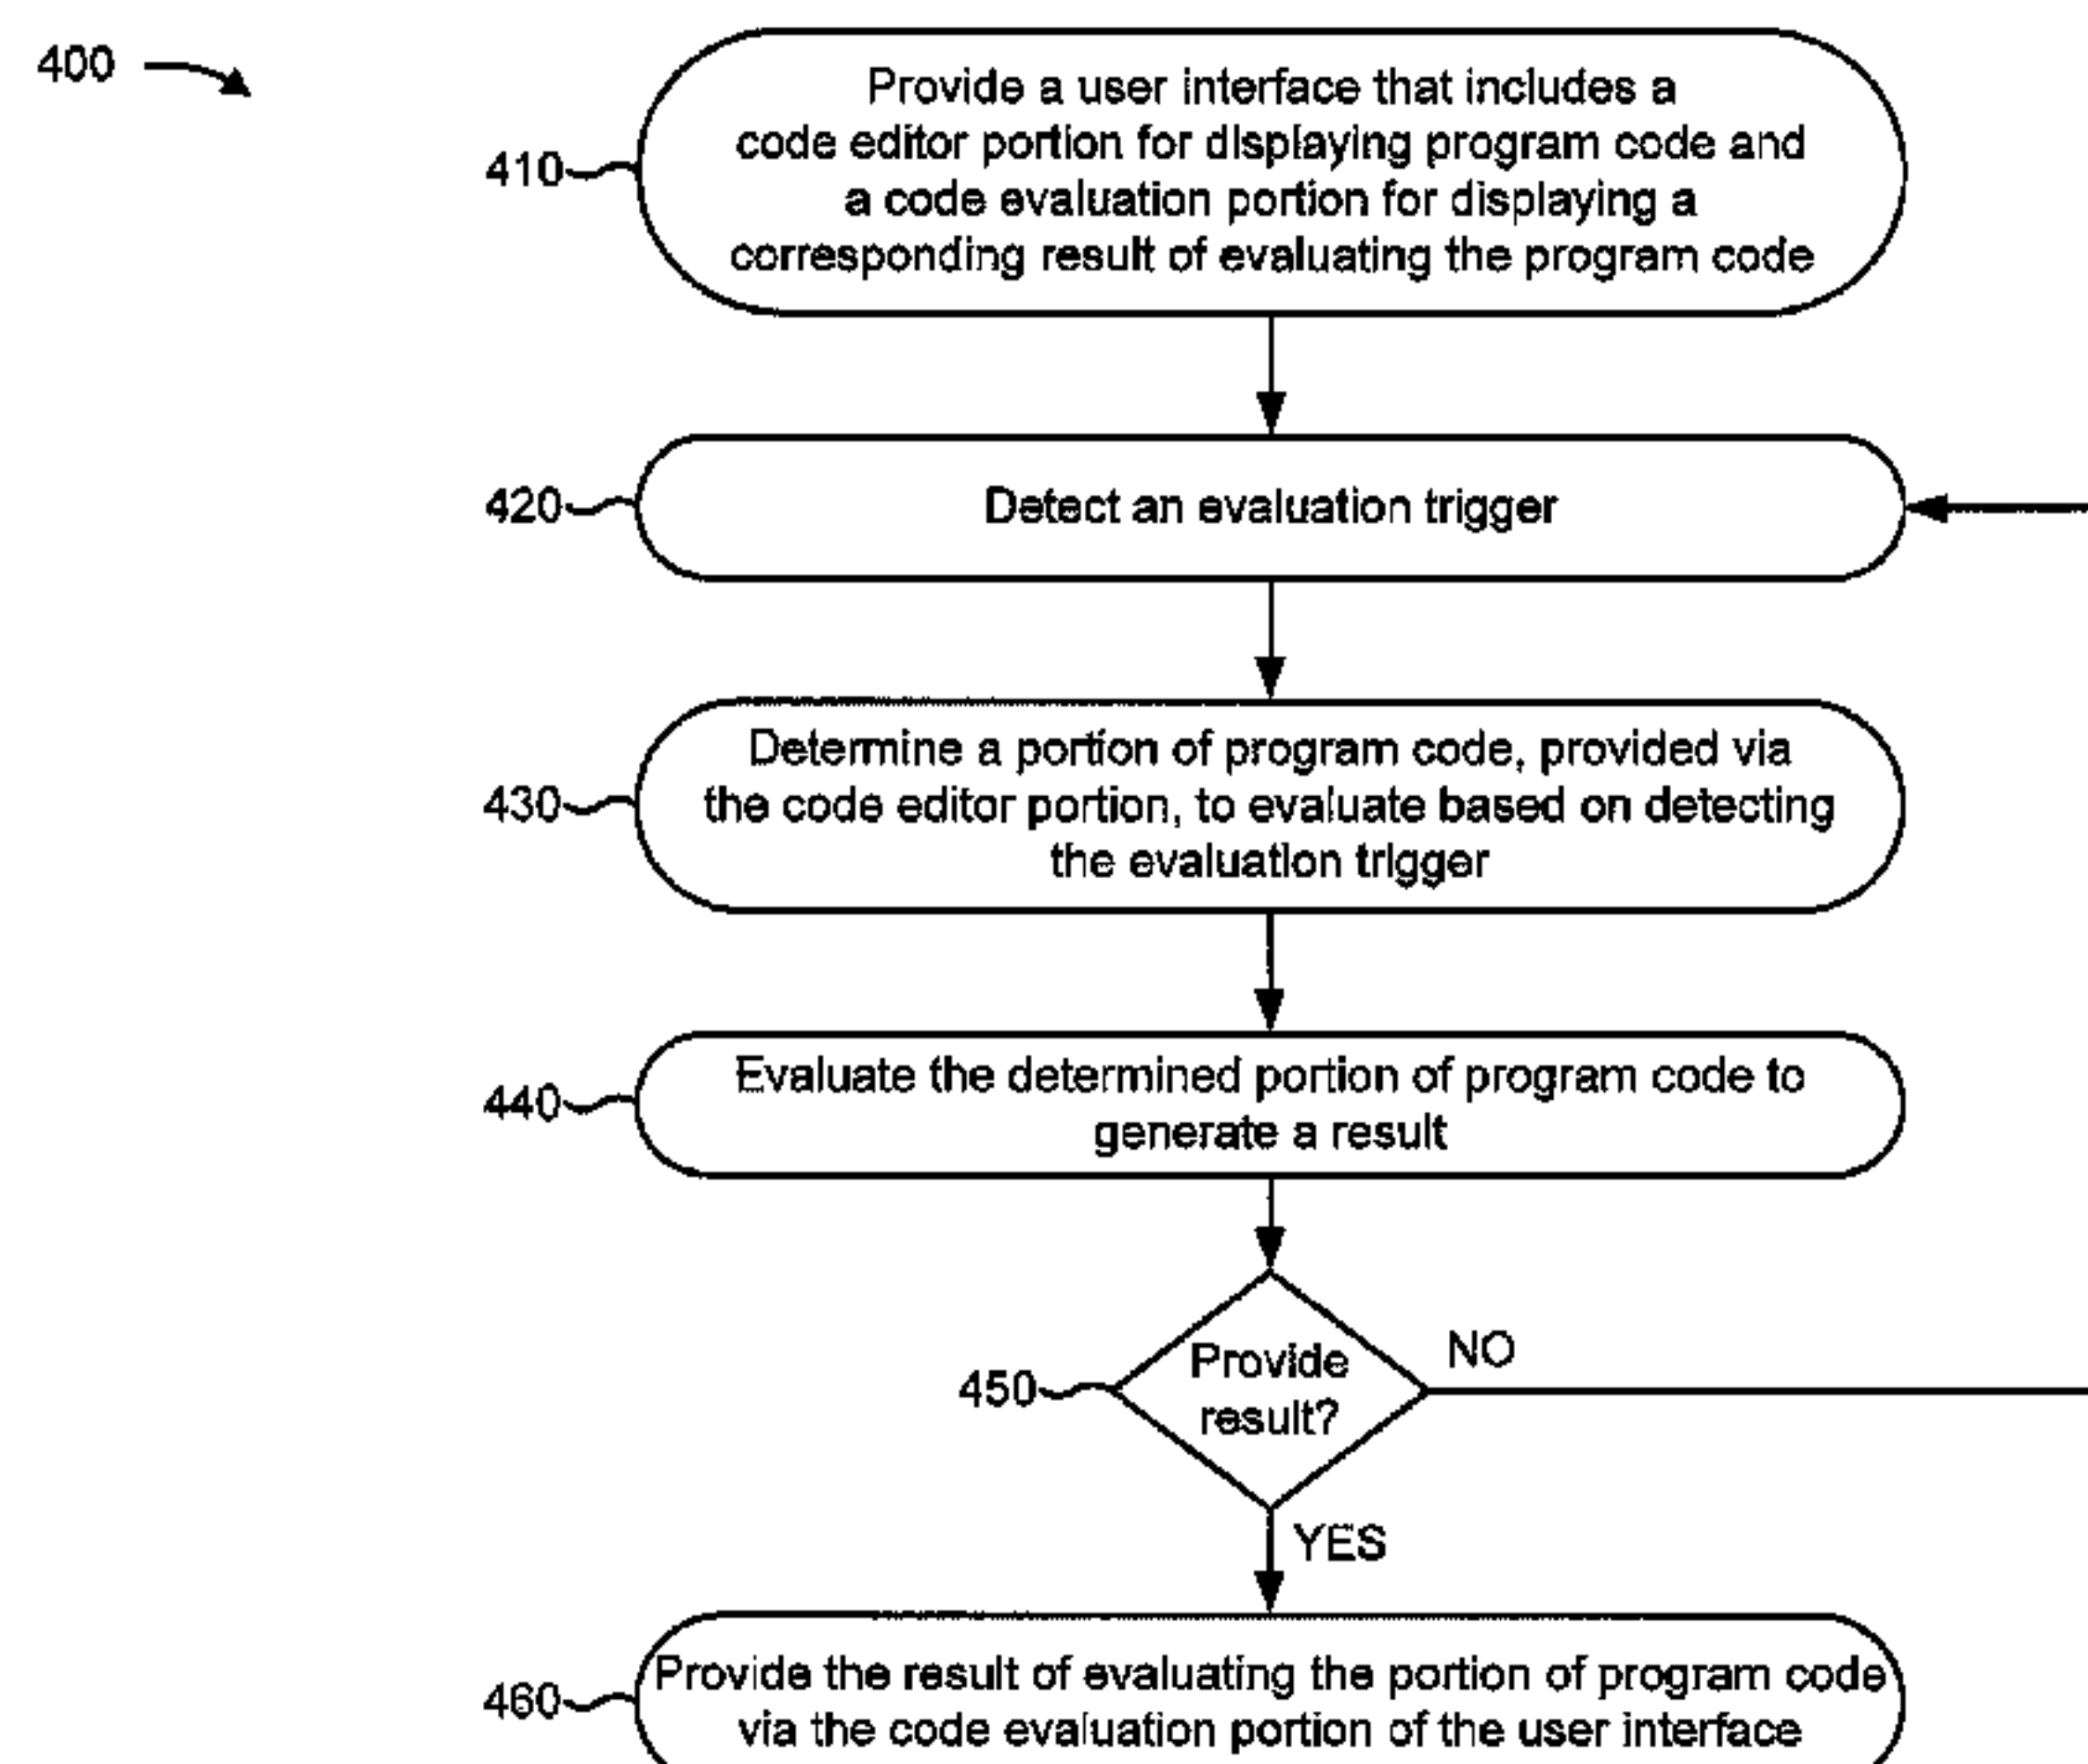 400
Provide a user interface that includes a
code editor portion for displaying program code and
a code evaluation portion for displaying a
corresponding result of evaluating the program code
410
420
Detect an evaluation trigger
Determine a portion of program code, provided via
the code editor portion, to evaluate based on detecting
the evaluation trigger
430
Evaluate the determined portion of program code to
generate a result
440
Provide
result?
450
NO
YES
Provide the result of evaluating the portion of program code
via the code evaluation portion of the user interface
460